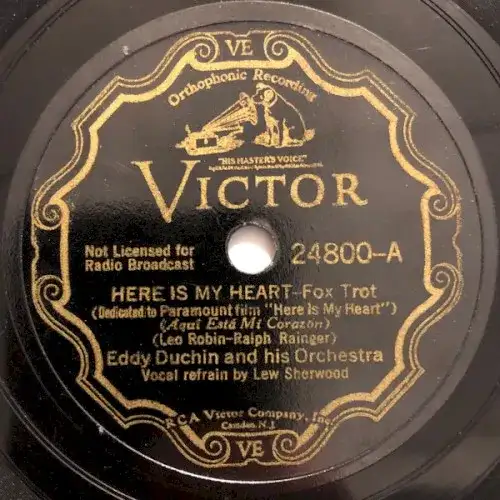 VE
Orthophonic Recording
"HIS MASTER'S VOICE"
VICTOR
Not Licensed for
Radio Broadcast
24800-A
HERE IS MY HEART-Fox Trot
(Dedicated to Paramount film "Here Is My Heart")
(Aquí Está Mi Corazón)
(Leo Robin-Ralph Rainger)
Eddy Duchin and his Orchestra
Vocal refrain by Lew Sherwood
RCA Victor Company, Inc.
Camden, N.J.
VE